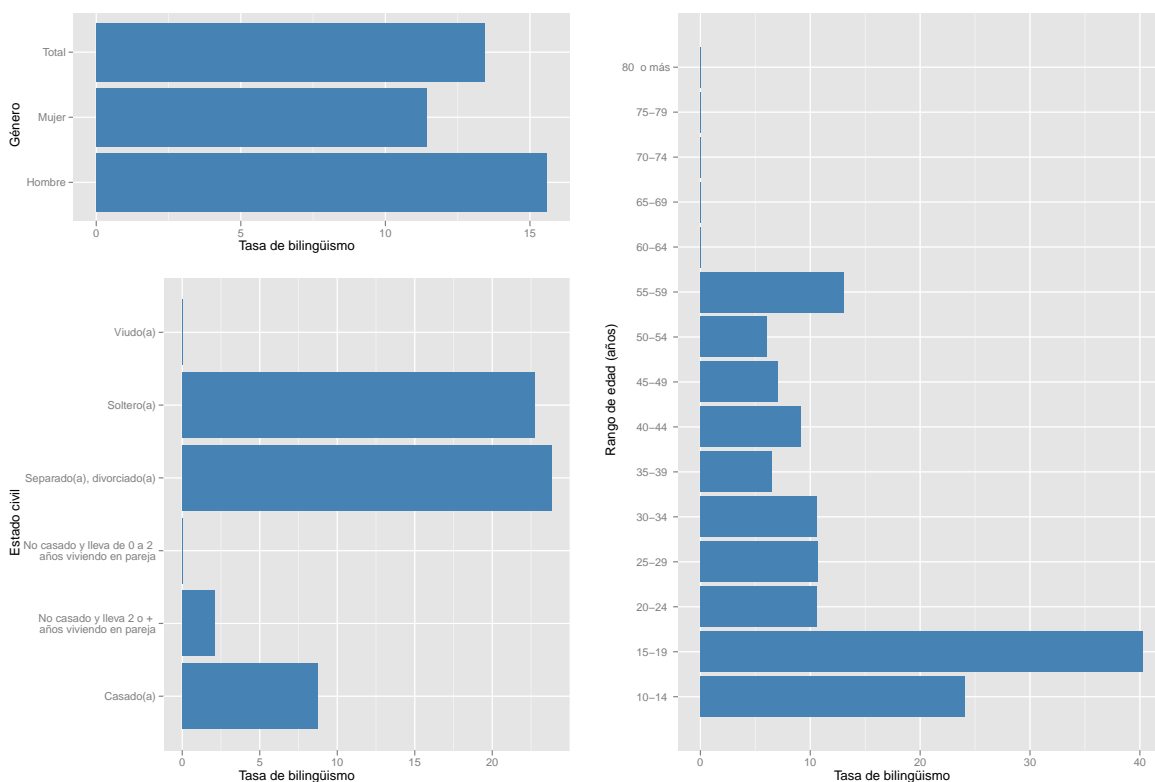 Género
Total
Mujer
Hombre
0 5 10 15
Tasa de bilingüismo
Estado civil
Viudo(a)
Soltero(a)
Separado(a), divorciado(a)
No casado y lleva de 0 a 2
años viviendo en pareja
No casado y lleva 2 o +
años viviendo en pareja
Casado(a)
0 5 10 15 20
Tasa de bilingüismo
Rango de edad (años)
80 o más
75−79
70−74
65−69
60−64
55−59
50−54
45−49
40−44
35−39
30−34
25−29
20−24
15−19
10−14
0 10 20 30 40
Tasa de bilingüismo